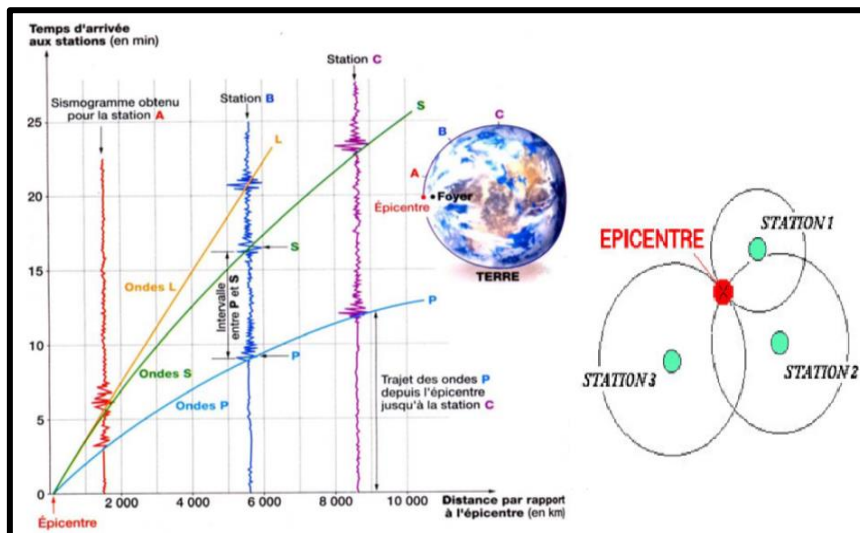 Temps d'arrivée
aux stations (en min)
Station C
Sismogramme obtenu
pour la station A
Station B
25
20
15
10
5
0
L
S
S
P
P
Ondes L
Ondes S
Ondes P
Intervalle
entre P et S
Trajet des ondes P
depuis l'épicentre
jusqu'à la station C
2 000
4 000
6 000
8 000
10 000
Distance par rapport
à l'épicentre (en km)
Épicentre
C
B
A
Foyer
Épicentre
TERRE
EPICENTRE
STATION 1
STATION 2
STATION 3